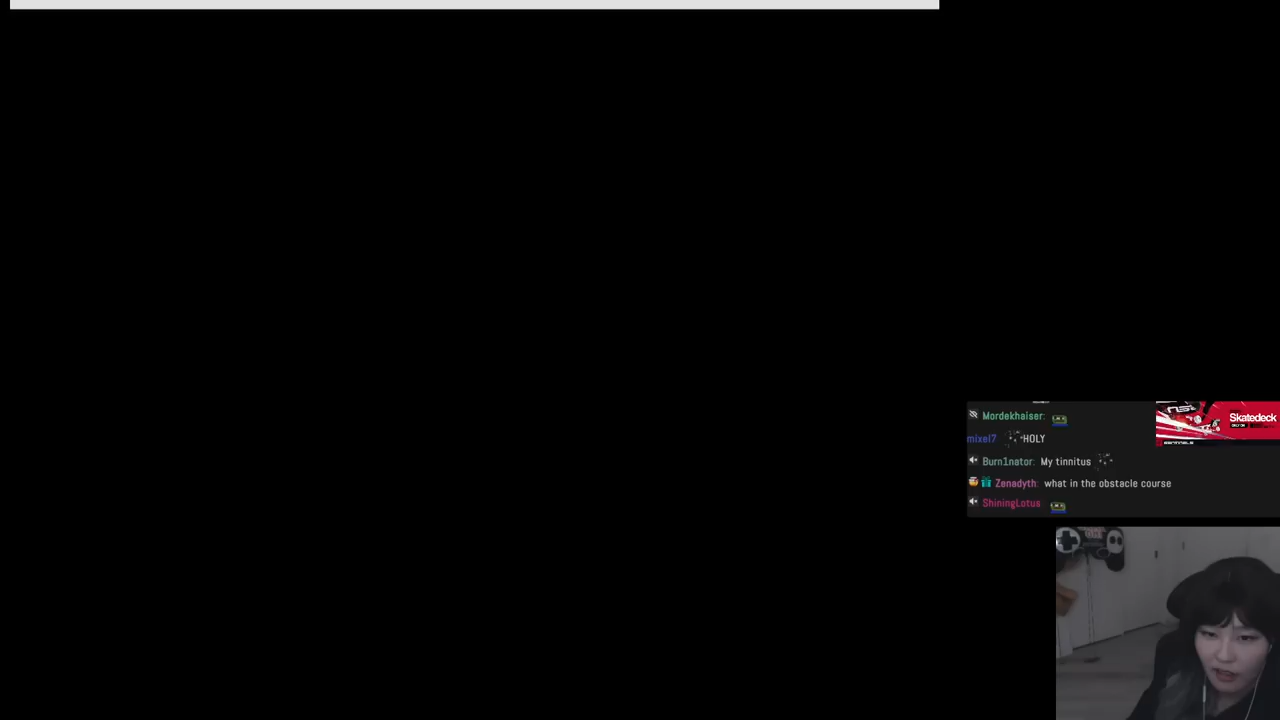 Mordekhaiser:
mixel7 HOLY
Burn1nator: My tinnitus
Zenadyth: what in the obstacle course
ShiningLotus
Skatedeck